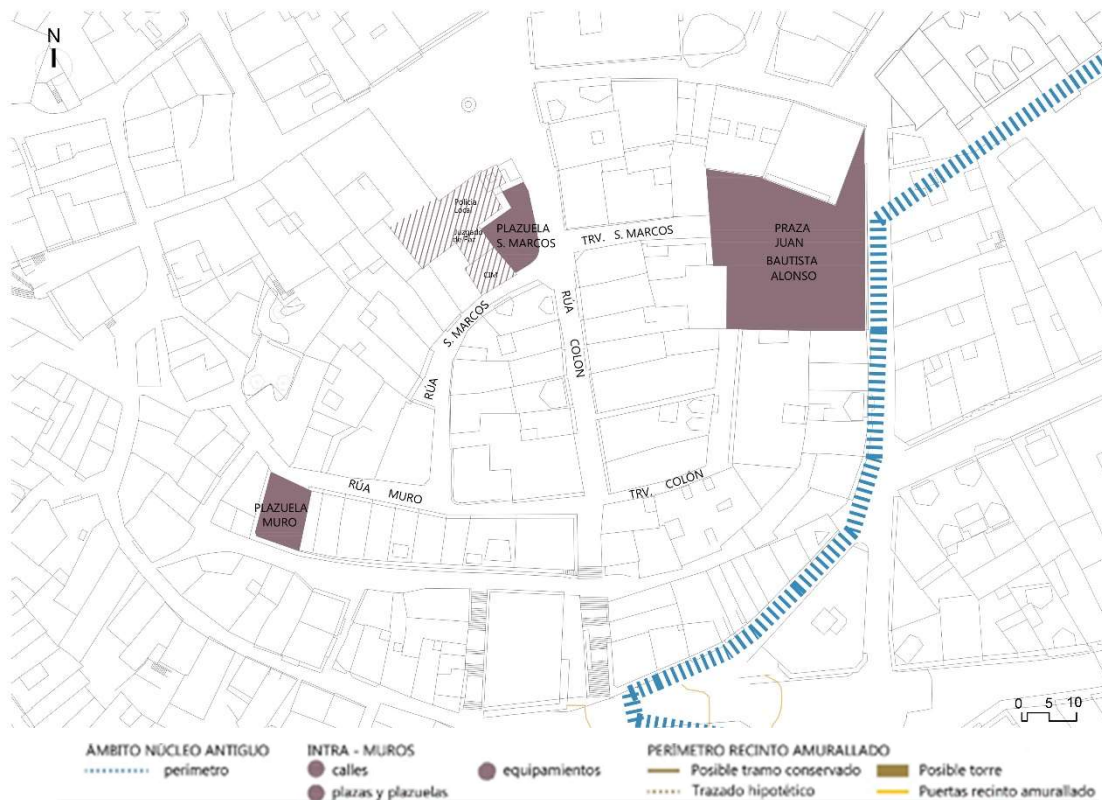 N
Policía
Local
Juzgado
de Paz
CIM
PLAZUELA
S. MARCOS
TRV. S. MARCOS
PRAZA
JUAN
BAUTISTA
ALONSO
RÚA S. MARCOS
RÚA COLON
PLAZUELA
MURO
RÚA MURO
TRV. COLÓN
0 5 10
ÁMBITO NÚCLEO ANTIGUO
perímetro
INTRA - MUROS
calles
plazas y plazuelas
equipamientos
PERÍMETRO RECINTO AMURALLADO
Posible tramo conservado
Trazado hipotético
Posible torre
Puertas recinto amurallado